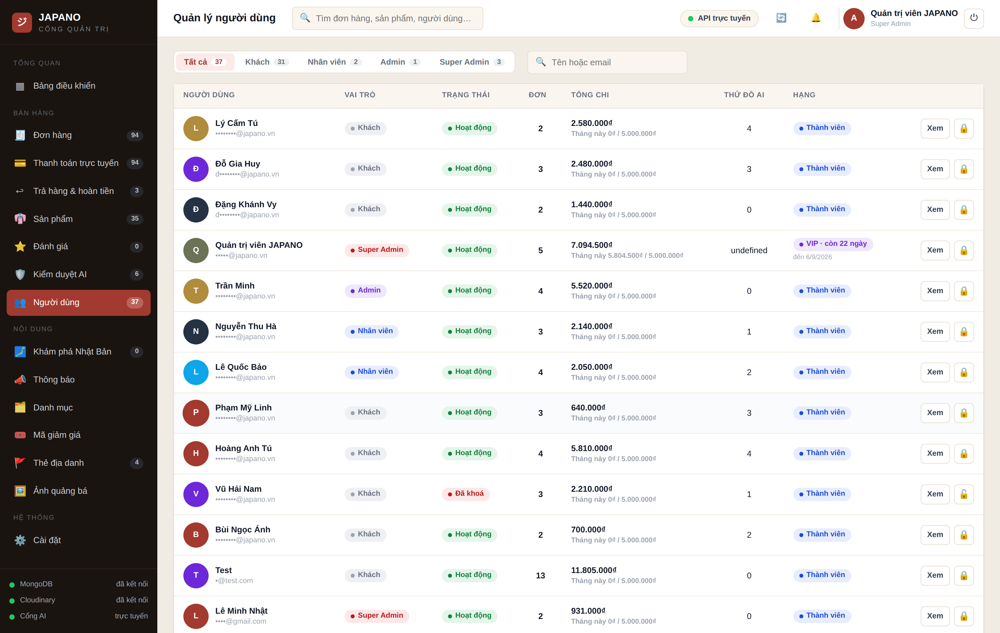 ジ
JAPANO
CỔNG QUẢN TRỊ
TỔNG QUAN
Bảng điều khiển
BÁN HÀNG
Đơn hàng 94
Thanh toán trực tuyến 94
Trả hàng & hoàn tiền 3
Sản phẩm 35
Đánh giá 0
Kiểm duyệt AI 6
Người dùng 37
NỘI DUNG
Khám phá Nhật Bản 0
Thông báo
Danh mục
Mã giảm giá
Thẻ địa danh 4
Ảnh quảng bá
HỆ THỐNG
Cài đặt
MongoDB đã kết nối
Cloudinary đã kết nối
Cổng AI trực tuyến
Quản lý người dùng
Tìm đơn hàng, sản phẩm, người dùng…
API trực tuyến
A
Quản trị viên JAPANO
Super Admin
Tất cả 37 Khách 31 Nhân viên 2 Admin 1 Super Admin 3
Tên hoặc email
NGƯỜI DÙNG VAI TRÒ TRẠNG THÁI ĐƠN TỔNG CHI THỬ ĐỒ AI HẠNG
L Lý Cẩm Tú Khách Hoạt động 2 2.580.000₫ 4 Thành viên Xem
••••••••@japano.vn Tháng này 0₫ / 5.000.000₫
Đ Đỗ Gia Huy Khách Hoạt động 3 2.480.000₫ 3 Thành viên Xem
đ••••••••@japano.vn Tháng này 0₫ / 5.000.000₫
Đ Đặng Khánh Vy Khách Hoạt động 2 1.440.000₫ 0 Thành viên Xem
đ••••••••@japano.vn Tháng này 0₫ / 5.000.000₫
Q Quản trị viên JAPANO Super Admin Hoạt động 5 7.094.500₫ undefined VIP · còn 22 ngày Xem
•••••@japano.vn Tháng này 5.804.500₫ / 5.000.000₫ đến 6/9/2026
T Trần Minh Admin Hoạt động 4 5.520.000₫ 0 Thành viên Xem
••••••••@japano.vn Tháng này 0₫ / 5.000.000₫
N Nguyễn Thu Hà Nhân viên Hoạt động 3 2.140.000₫ 1 Thành viên Xem
••••••••@japano.vn Tháng này 0₫ / 5.000.000₫
L Lê Quốc Bảo Nhân viên Hoạt động 4 2.050.000₫ 2 Thành viên Xem
••••••••@japano.vn Tháng này 0₫ / 5.000.000₫
P Phạm Mỹ Linh Khách Hoạt động 3 640.000₫ 3 Thành viên Xem
••••••••@japano.vn Tháng này 0₫ / 5.000.000₫
H Hoàng Anh Tú Khách Hoạt động 4 5.810.000₫ 4 Thành viên Xem
••••••••@japano.vn Tháng này 0₫ / 5.000.000₫
V Vũ Hải Nam Khách Đã khoá 3 2.210.000₫ 1 Thành viên Xem
••••••••@japano.vn Tháng này 0₫ / 5.000.000₫
B Bùi Ngọc Ánh Khách Hoạt động 2 700.000₫ 2 Thành viên Xem
••••••••@japano.vn Tháng này 0₫ / 5.000.000₫
T Test Khách Hoạt động 13 11.805.000₫ 0 Thành viên Xem
•@test.com Tháng này 0₫ / 5.000.000₫
L Lê Minh Nhật Super Admin Hoạt động 2 931.000₫ 0 Thành viên Xem
••••@gmail.com Tháng này 0₫ / 5.000.000₫